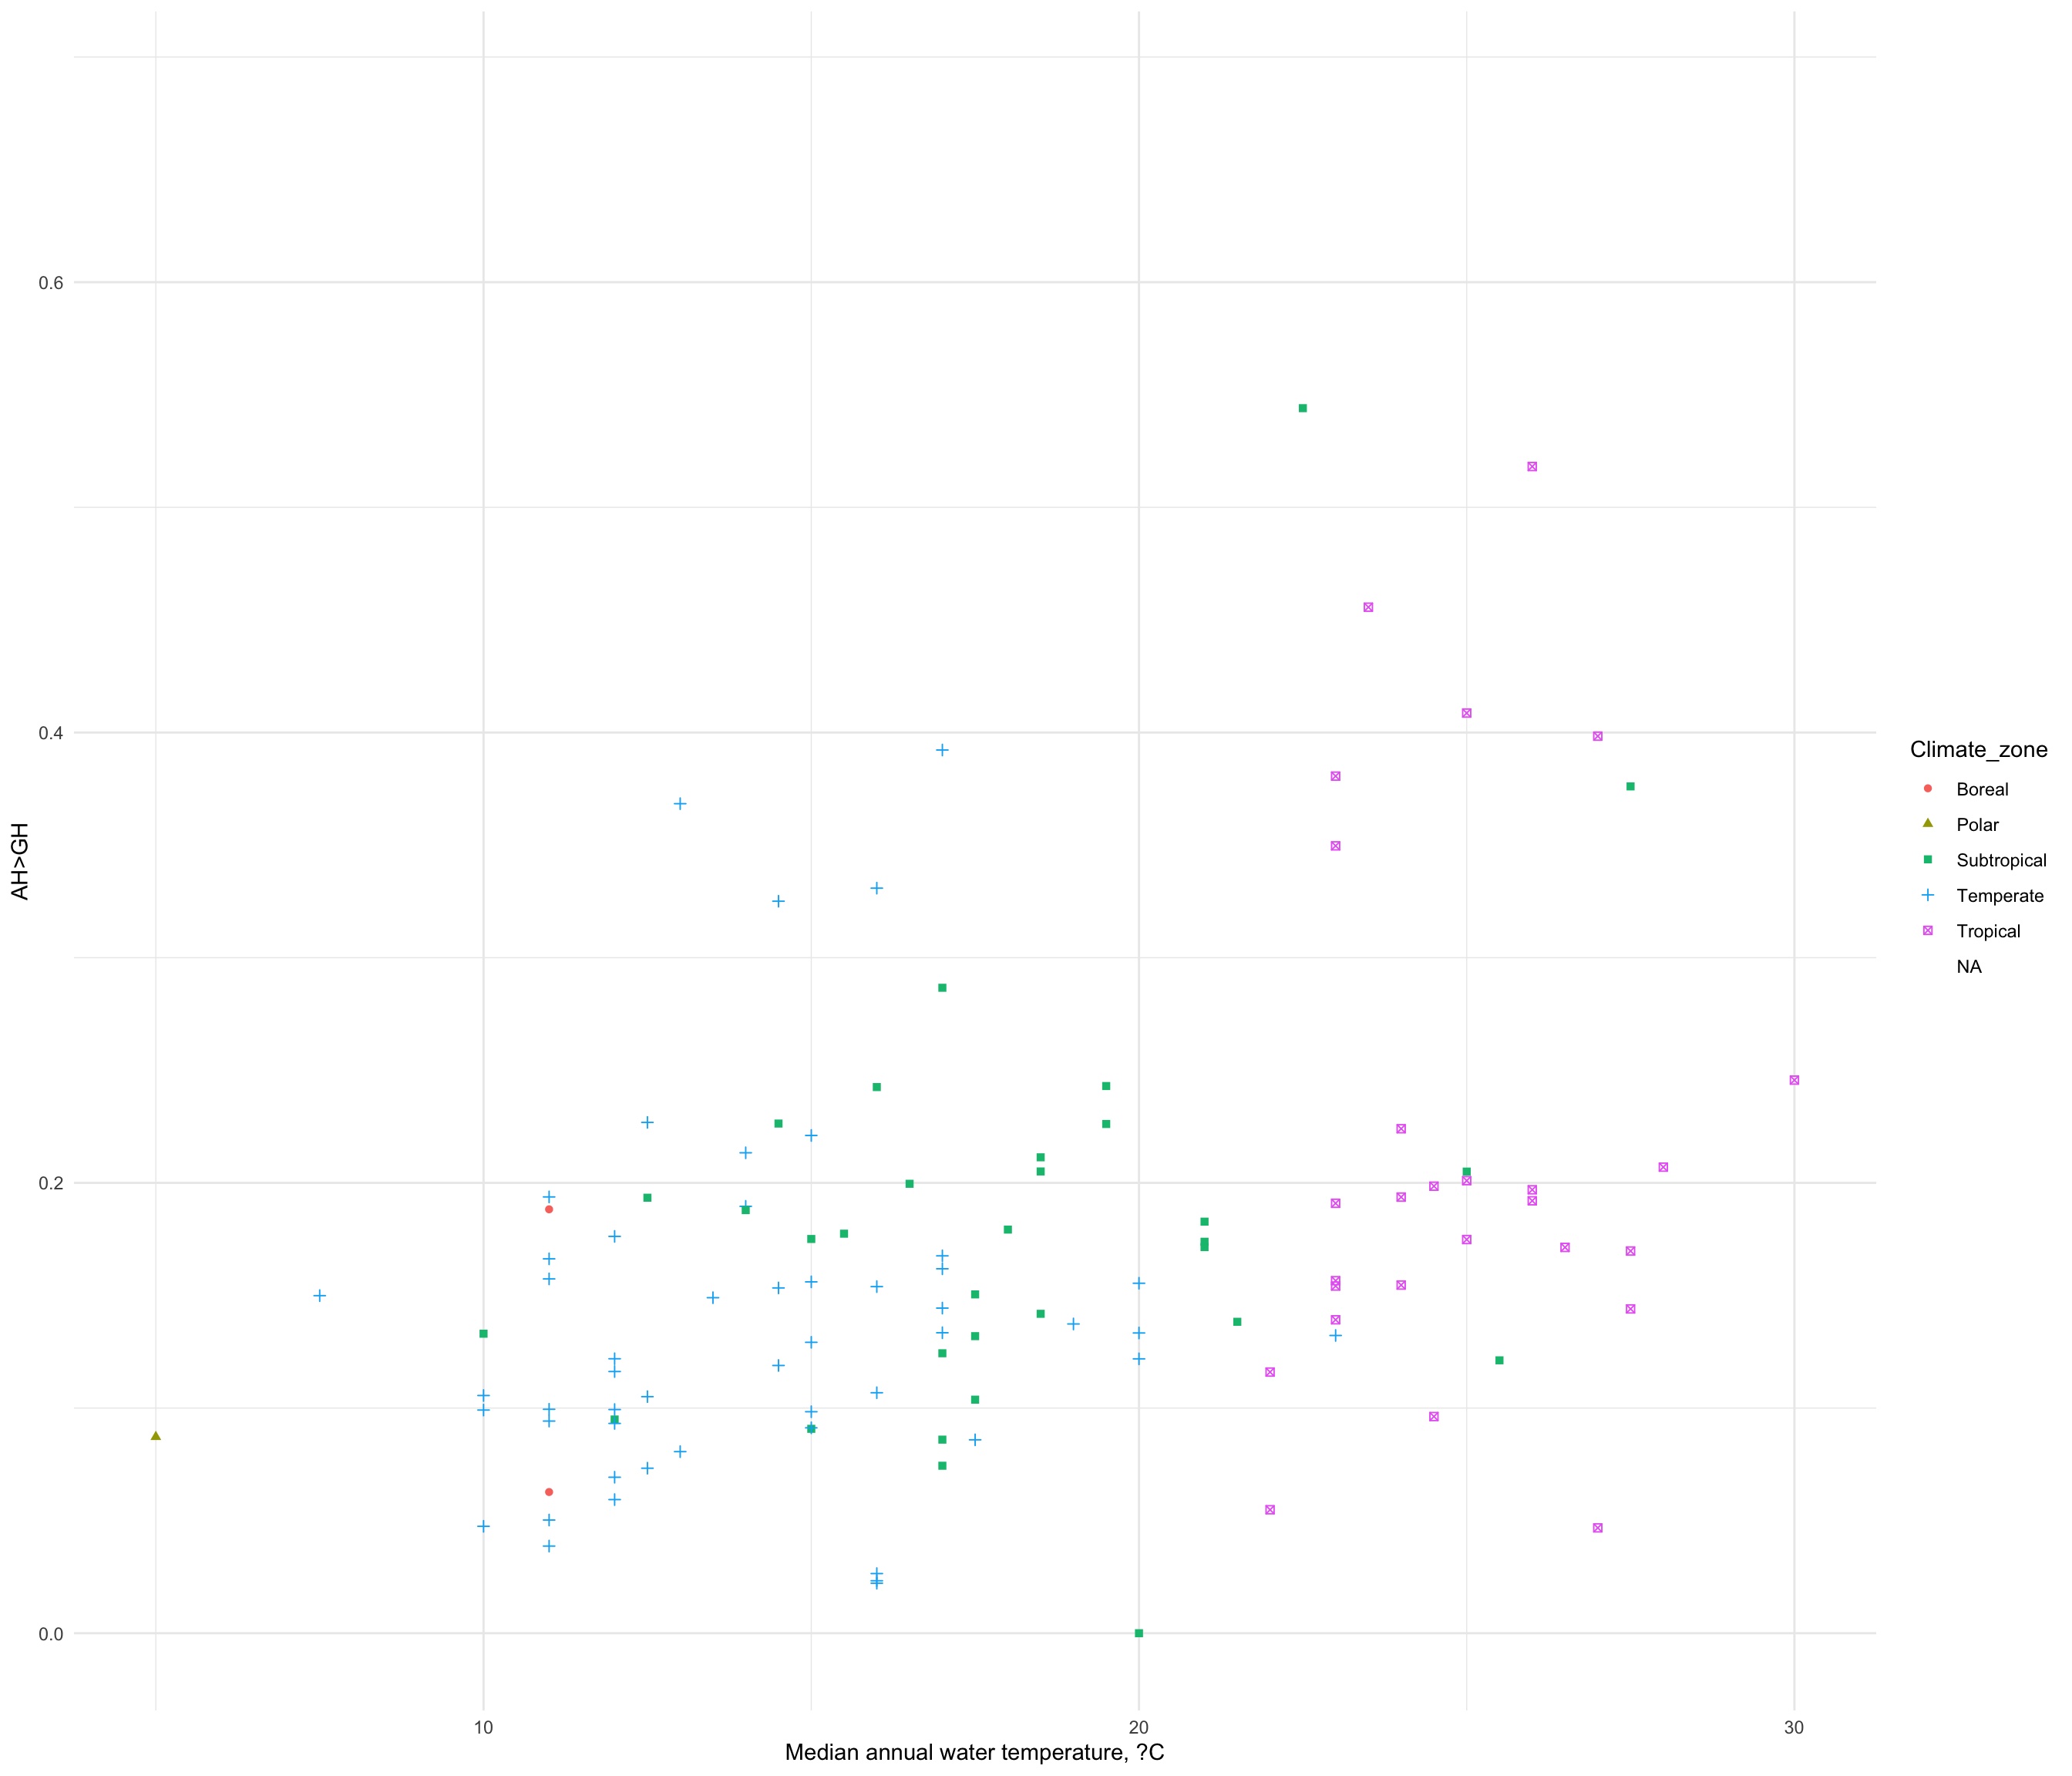 0.6
0.4
0.2
0.0
AH>GH
10
20
30
Median annual water temperature, ?C
Climate_zone
Boreal
Polar
Subtropical
Temperate
Tropical
NA